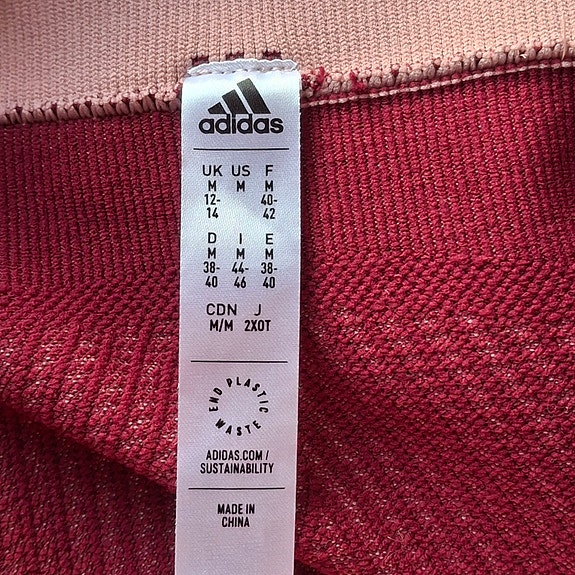 adidas
UK US F
M M M
12- 40-
14 42
D I E
M M M
38- 44- 38-
40 46 40
CDN J
M/M 2XOT
END PLASTIC WASTE
ADIDAS.COM /
SUSTAINABILITY
MADE IN
CHINA